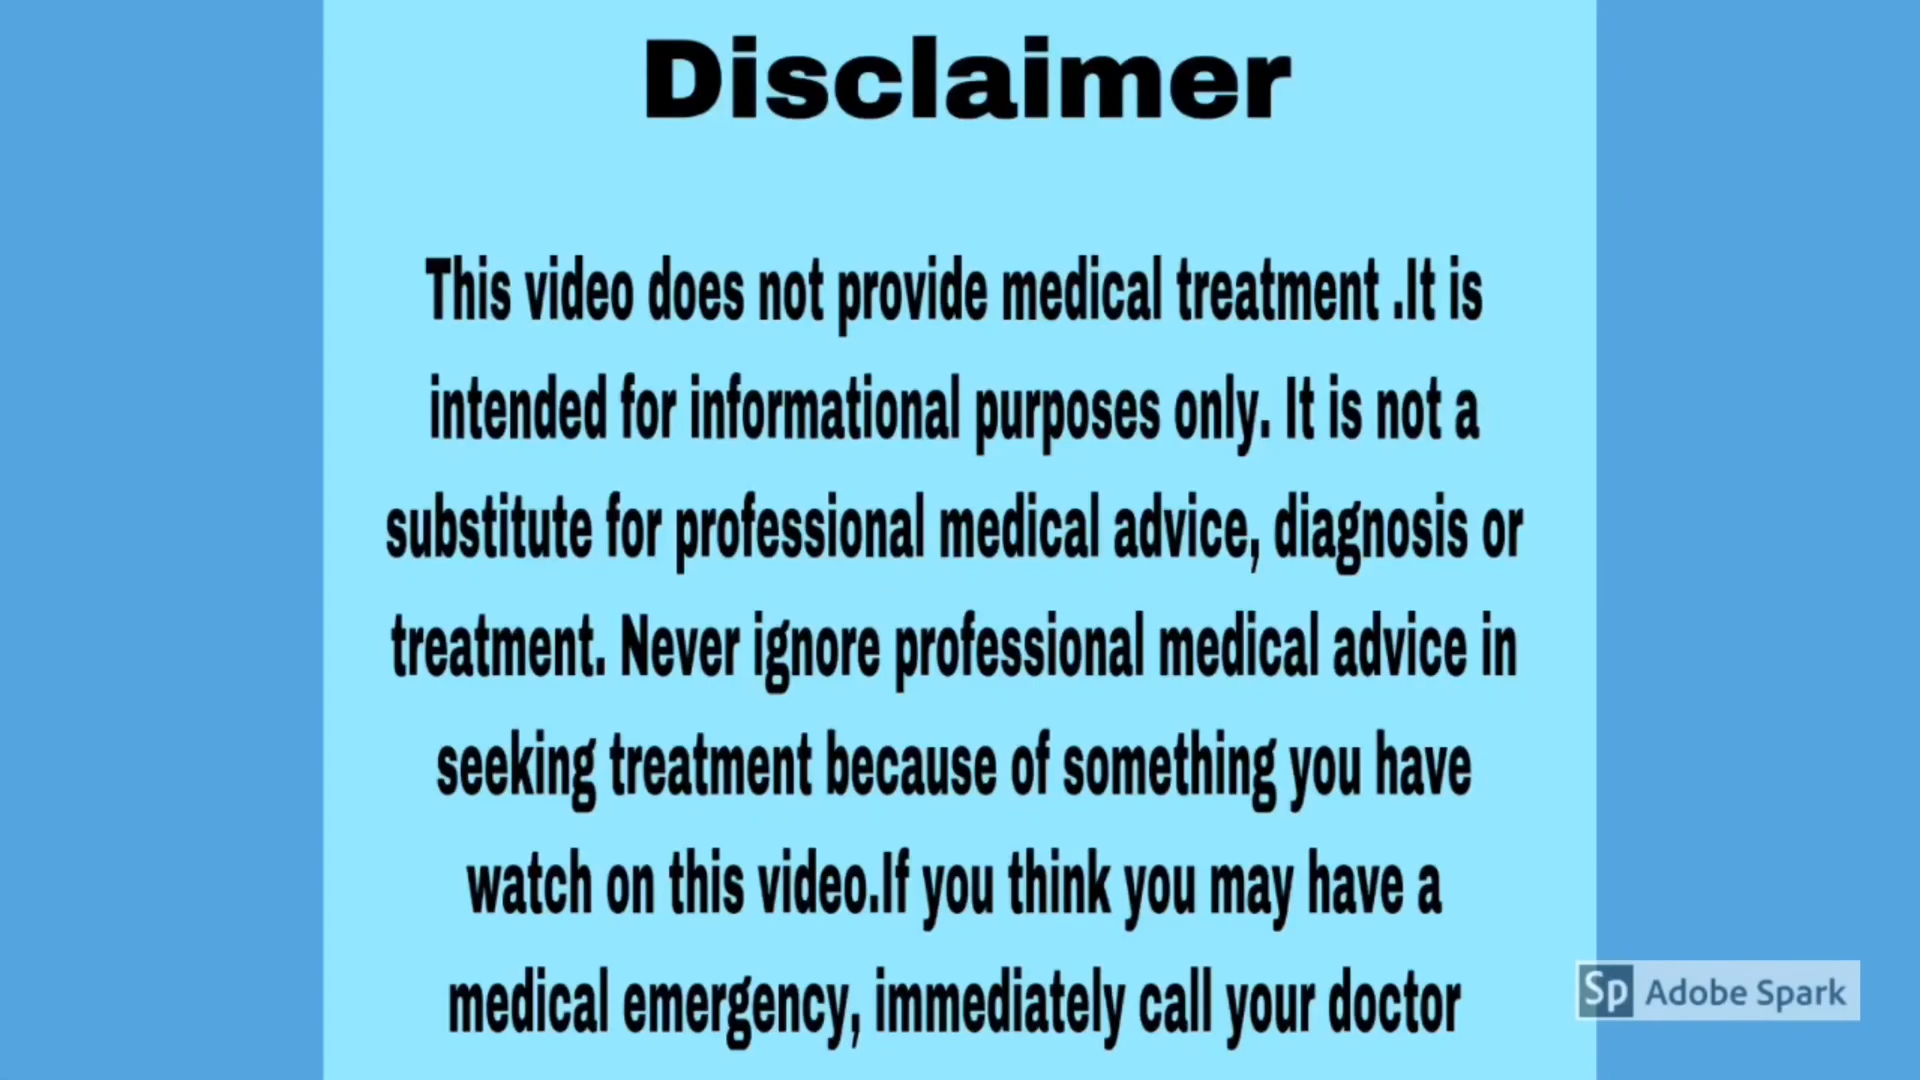 Disclaimer
This video does not provide medical treatment .It is
intended for informational purposes only. It is not a
substitute for professional medical advice, diagnosis or
treatment. Never ignore professional medical advice in
seeking treatment because of something you have
watch on this video.If you think you may have a
medical emergency, immediately call your doctor
Sp Adobe Spark